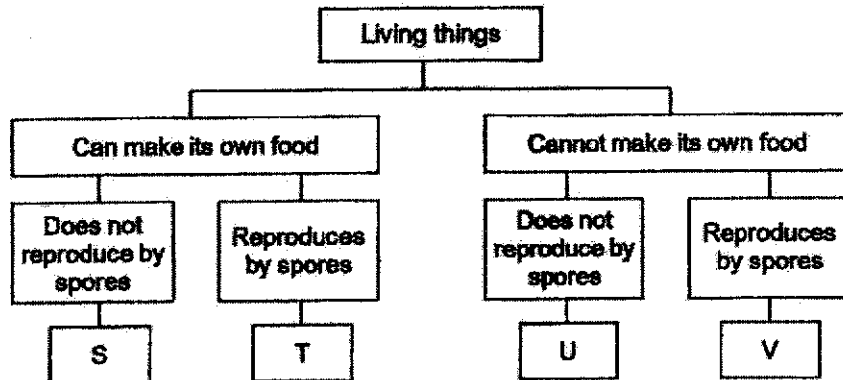 Living things
Can make its own food
Cannot make its own food
Does not
reproduce by
spores
Reproduces
by spores
Does not
reproduce by
spores
Reproduces
by spores
S
T
U
V